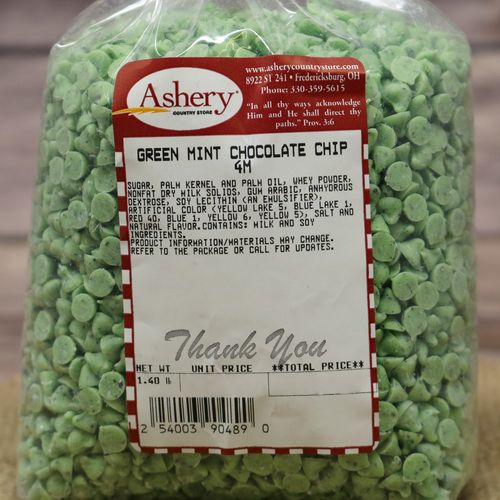 Ashery
COUNTRY STORE
www.asherycountrystore.com
8922 ST 241 • Fredericksburg, OH
Phone: 330-359-5615
"In all thy ways acknowledge
Him and He shall direct thy
paths." Prov. 3:6
GREEN MINT CHOCOLATE CHIP
4M
SUGAR, PALM KERNEL AND PALM OIL, WHEY POWDER,
NONFAT DRY MILK SOLIDS, GUM ARABIC, ANHYDROUS
DEXTROSE, SOY LECITHIN (AN EMULSIFIER),
ARTIFICIAL COLOR (YELLOW LAKE 5, BLUE LAKE 1,
RED 40, BLUE 1, YELLOW 6, YELLOW 5), SALT AND
NATURAL FLAVOR.CONTAINS: MILK AND SOY
INGREDIENTS.
PRODUCT INFORMATION/MATERIALS MAY CHANGE.
REFER TO THE PACKAGE OR CALL FOR UPDATES.
Thank You
NET WT UNIT PRICE **TOTAL PRICE**
1.40 lb
2 54003 90489 0